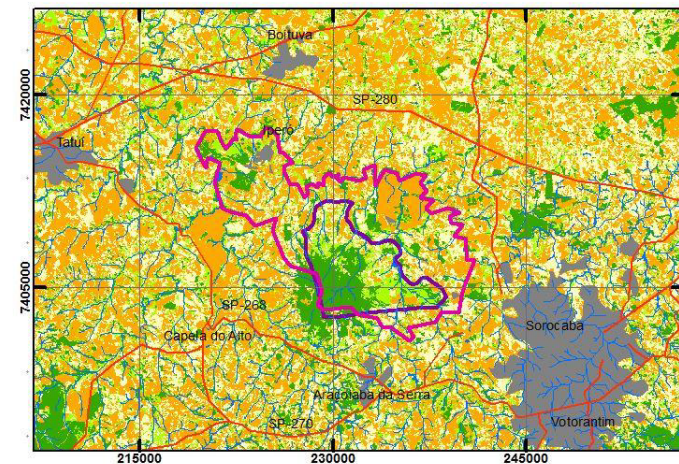 Boituva
7420000
SP-280
Iperó
Tatuí
7405000
SP-268
Sorocaba
Capela do Alto
Araçoiaba da Serra
SP-270
Votorantim
215000
230000
245000